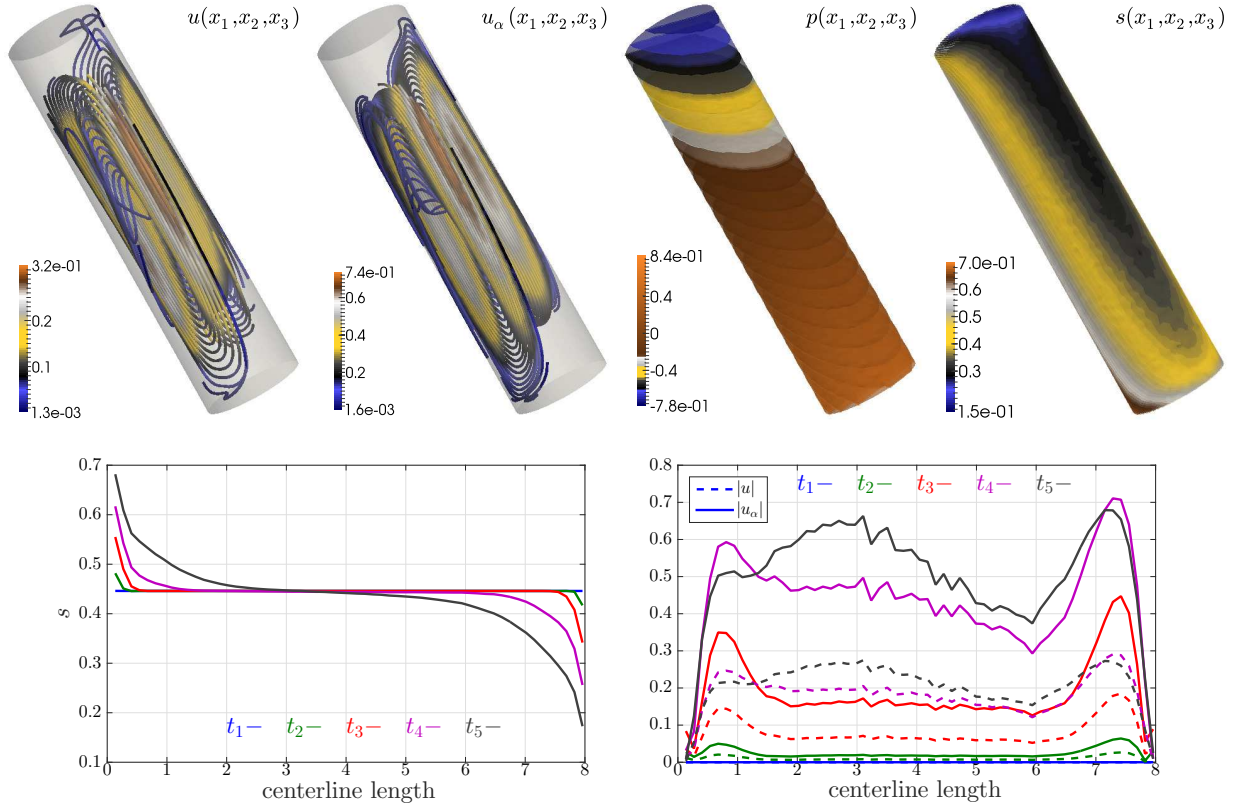 u(x₁,x₂,x₃)
u_α(x₁,x₂,x₃)
p(x₁,x₂,x₃)
s(x₁,x₂,x₃)
3.2e-01
0.2
0.1
1.3e-03
7.4e-01
0.6
0.4
0.2
1.6e-03
8.4e-01
0.4
0
-0.4
-7.8e-01
7.0e-01
0.6
0.5
0.4
0.3
1.5e-01
0.7
0.6
0.5
0.4
0.3
0.2
0.1
s
t₁− t₂− t₃− t₄− t₅−
0 1 2 3 4 5 6 7 8
centerline length
0.8
0.7
0.6
0.5
0.4
0.3
0.2
0.1
0
|u|
|u_α|
t₁− t₂− t₃− t₄− t₅−
0 1 2 3 4 5 6 7 8
centerline length